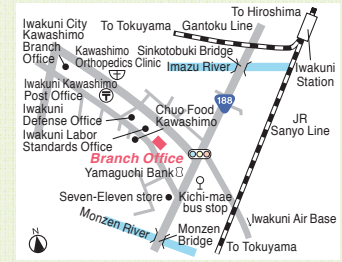 To Hiroshima
Iwakuni City
Kawashimo
Branch
Office
To Tokuyama
Gantoku Line
Kawashimo
Orthopedics Clinic
Sinkotobuki Bridge
Imazu River
Iwakuni
Station
Iwakuni Kawashimo
Post Office
Iwakuni
Defense Office
Chuo Food
Kawashimo
188
JR
Sanyo Line
Iwakuni Labor
Standards Office
Branch Office
Yamaguchi Bank
Seven-Eleven store
Kichi-mae
bus stop
Iwakuni Air Base
Monzen River
Monzen
Bridge
To Tokuyama
N